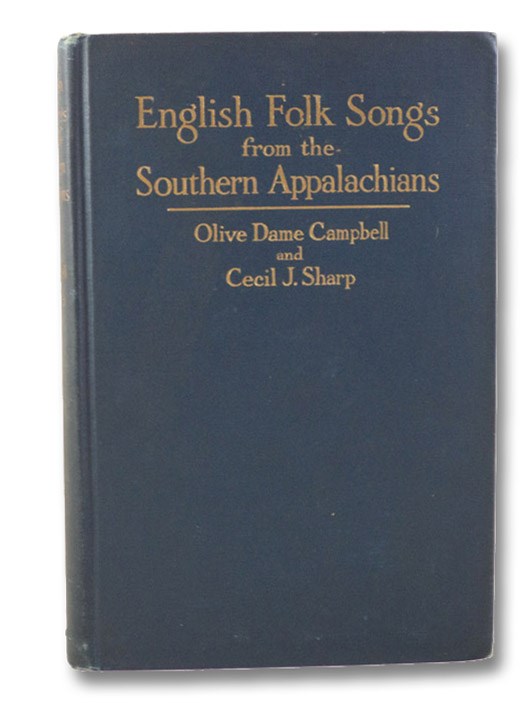 English Folk Songs
from the
Southern Appalachians
Olive Dame Campbell
and
Cecil J. Sharp